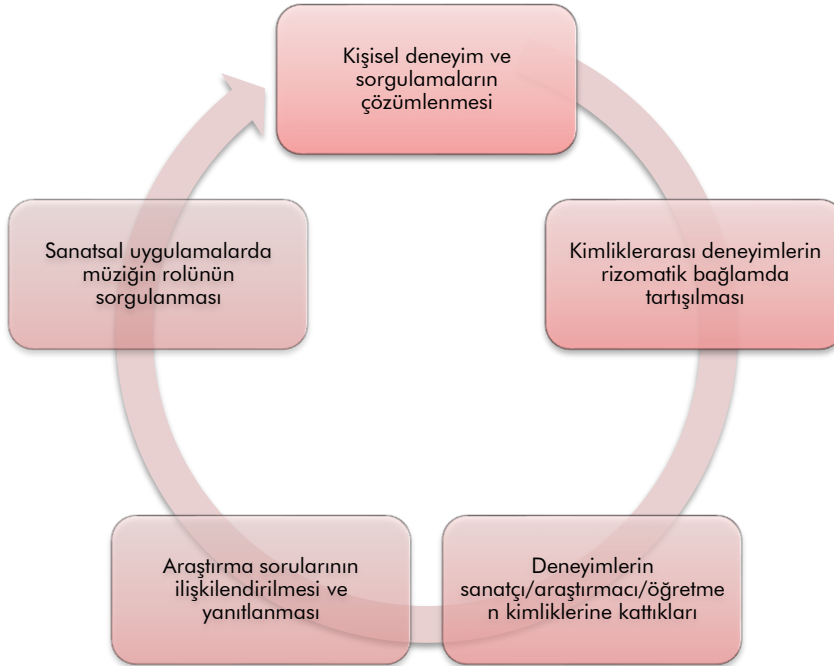 Kişisel deneyim ve
sorgulamaların
çözümlenmesi
Kimliklerarası deneyimlerin
rizomatik bağlamda
tartışılması
Deneyimlerin
sanatçı/araştırmacı/öğretme
n kimliklerine kattıkları
Araştırma sorularının
ilişkilendirilmesi ve
yanıtlanması
Sanatsal uygulamalarda
müziğin rolünün
sorgulanması